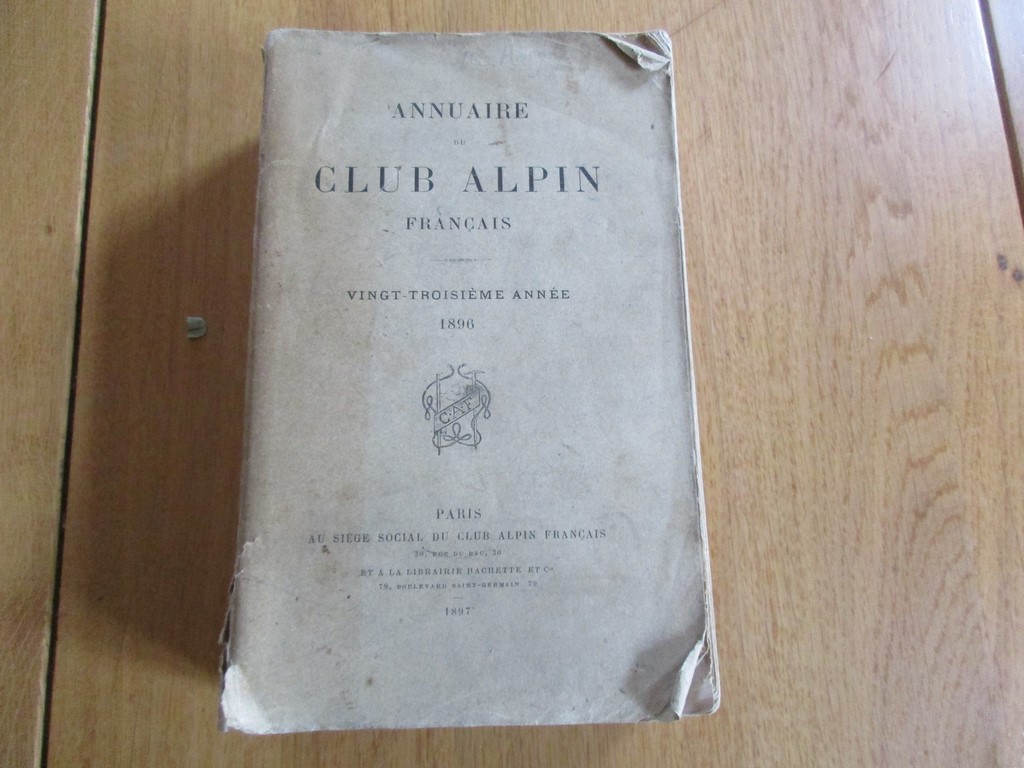 ANNUAIRE
DU
CLUB ALPIN
FRANÇAIS
VINGT-TROISIÈME ANNÉE
1896
C.A.F.
PARIS
AU SIÈGE SOCIAL DU CLUB ALPIN FRANÇAIS
30, RUE DU BAC, 30
ET A LA LIBRAIRIE HACHETTE ET Cie
79, BOULEVARD SAINT-GERMAIN, 79
1897